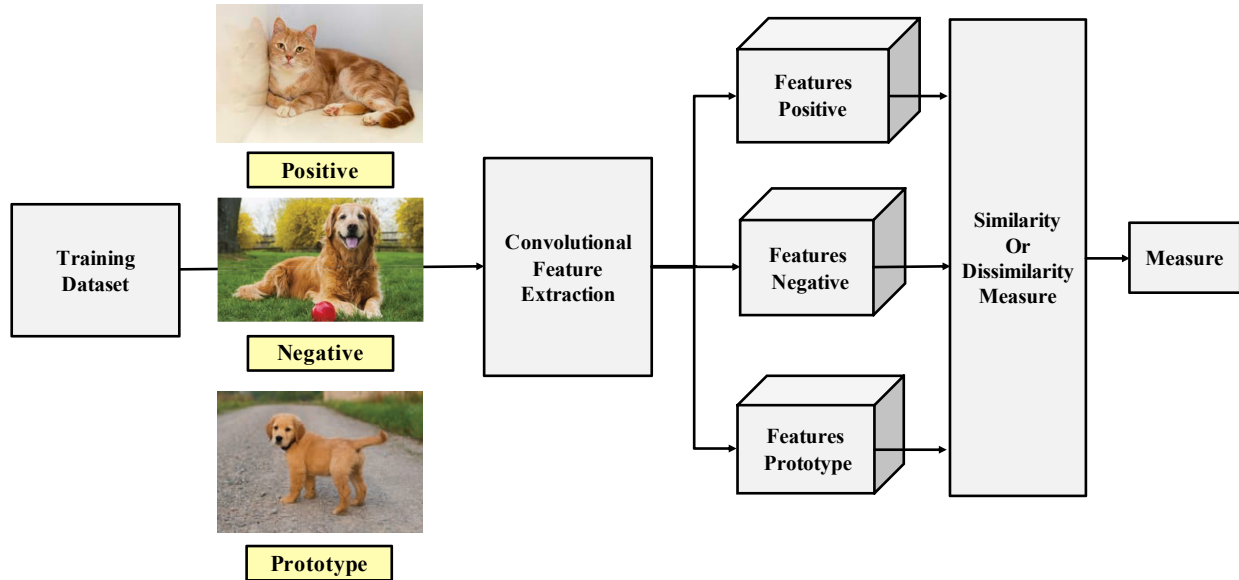 Training
Dataset
Positive
Negative
Prototype
Convolutional
Feature
Extraction
Features
Positive
Features
Negative
Features
Prototype
Similarity
Or
Dissimilarity
Measure
Measure